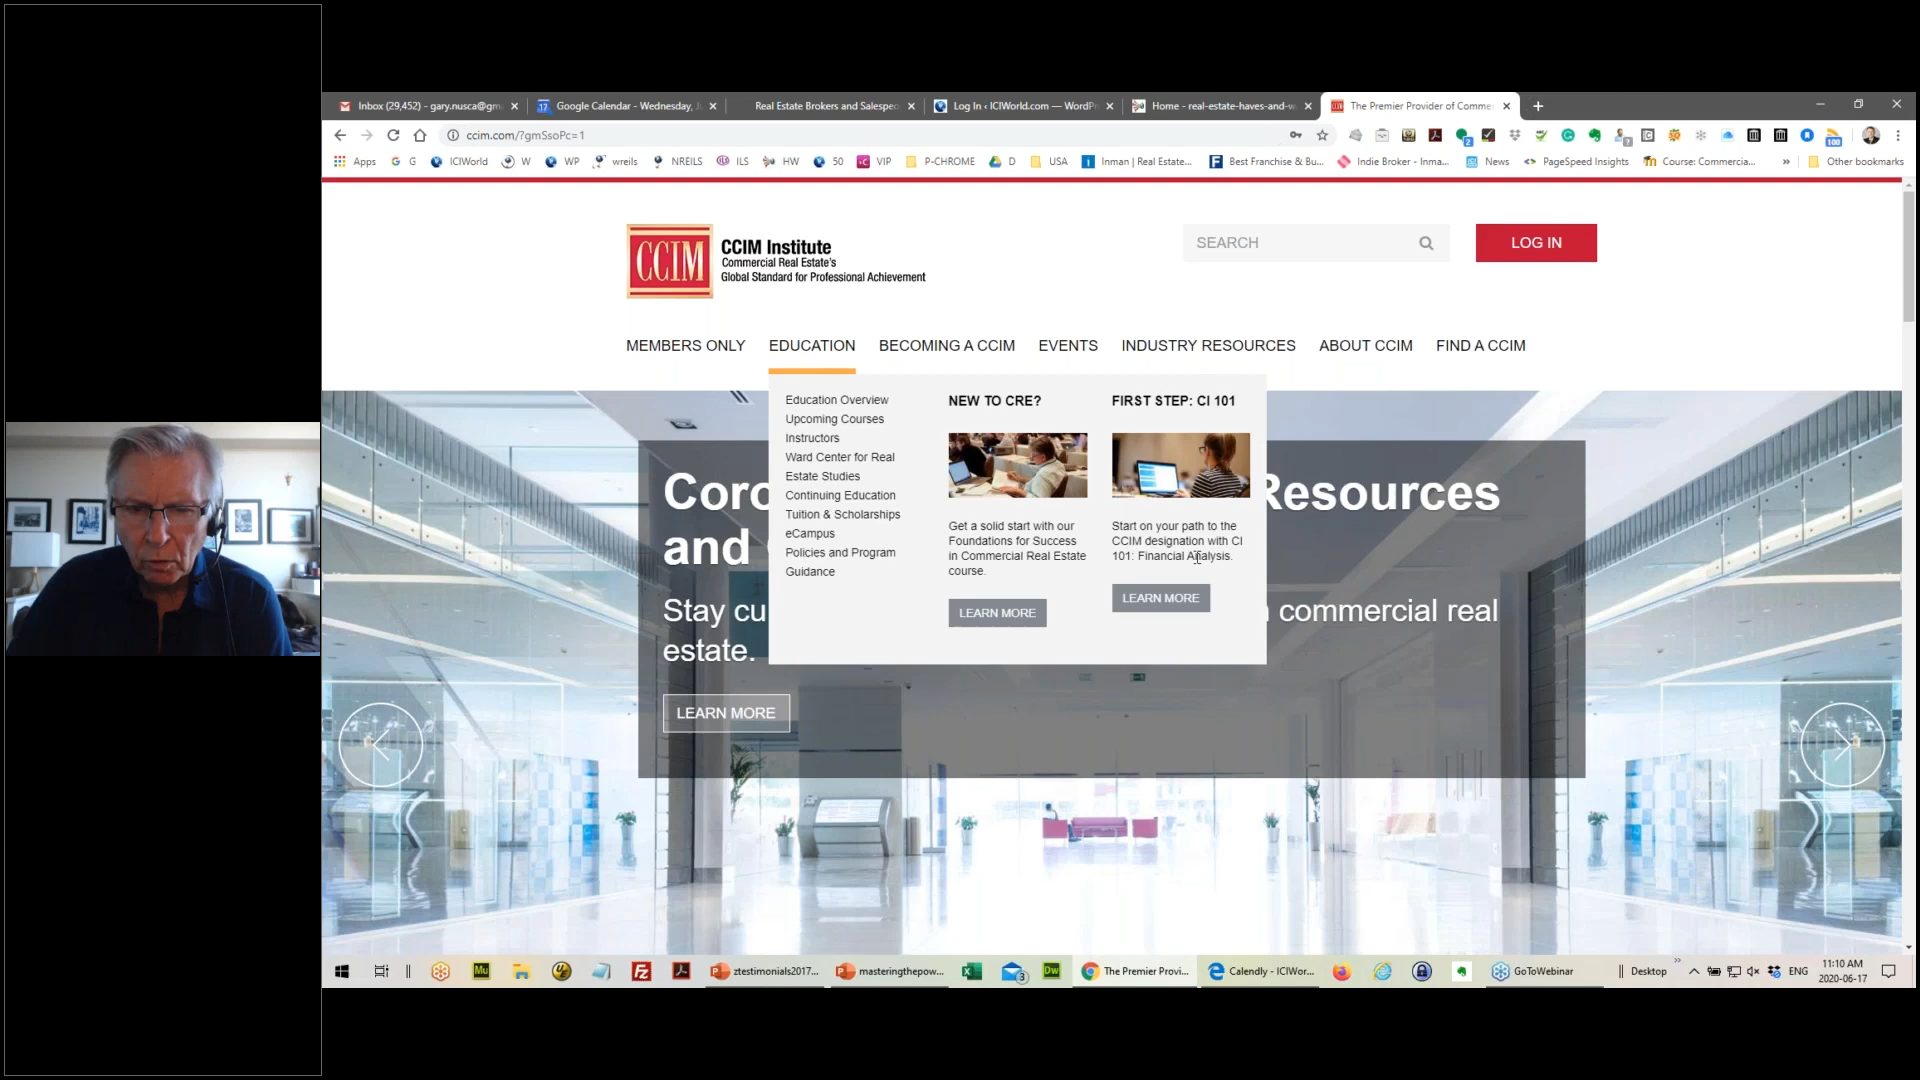 Inbox (29,452) - gary.nusca@gm
Google Calendar - Wednesday, J
Real Estate Brokers and Salespeo
Log In ‹ ICIWorld.com — WordPr
Home - real-estate-haves-and-w
The Premier Provider of Comme
ccim.com/?gmSsoPc=1
Apps
G
ICIWorld
W
WP
wreils
NREILS
ILS
HW
50
VIP
P-CHROME
D
USA
Inman | Real Estate...
Best Franchise & Bu...
Indie Broker - Inma...
News
PageSpeed Insights
Course: Commercia...
»
Other bookmarks
CCIM
CCIM Institute
Commercial Real Estate's
Global Standard for Professional Achievement
SEARCH
LOG IN
MEMBERS ONLY
EDUCATION
BECOMING A CCIM
EVENTS
INDUSTRY RESOURCES
ABOUT CCIM
FIND A CCIM
Education Overview
Upcoming Courses
Instructors
Ward Center for Real
Estate Studies
Continuing Education
Tuition & Scholarships
eCampus
Policies and Program
Guidance
NEW TO CRE?
Get a solid start with our
Foundations for Success
in Commercial Real Estate
course.
LEARN MORE
FIRST STEP: CI 101
Start on your path to the
CCIM designation with CI
101: Financial Analysis.
LEARN MORE
Coro
Resources
and
Stay cu
commercial real
estate.
LEARN MORE
Mu
FZ
ztestimonials2017...
masteringthepow...
3
Dw
The Premier Provi...
Calendly - ICIWor...
GoToWebinar
Desktop
ENG
11:10 AM
2020-06-17